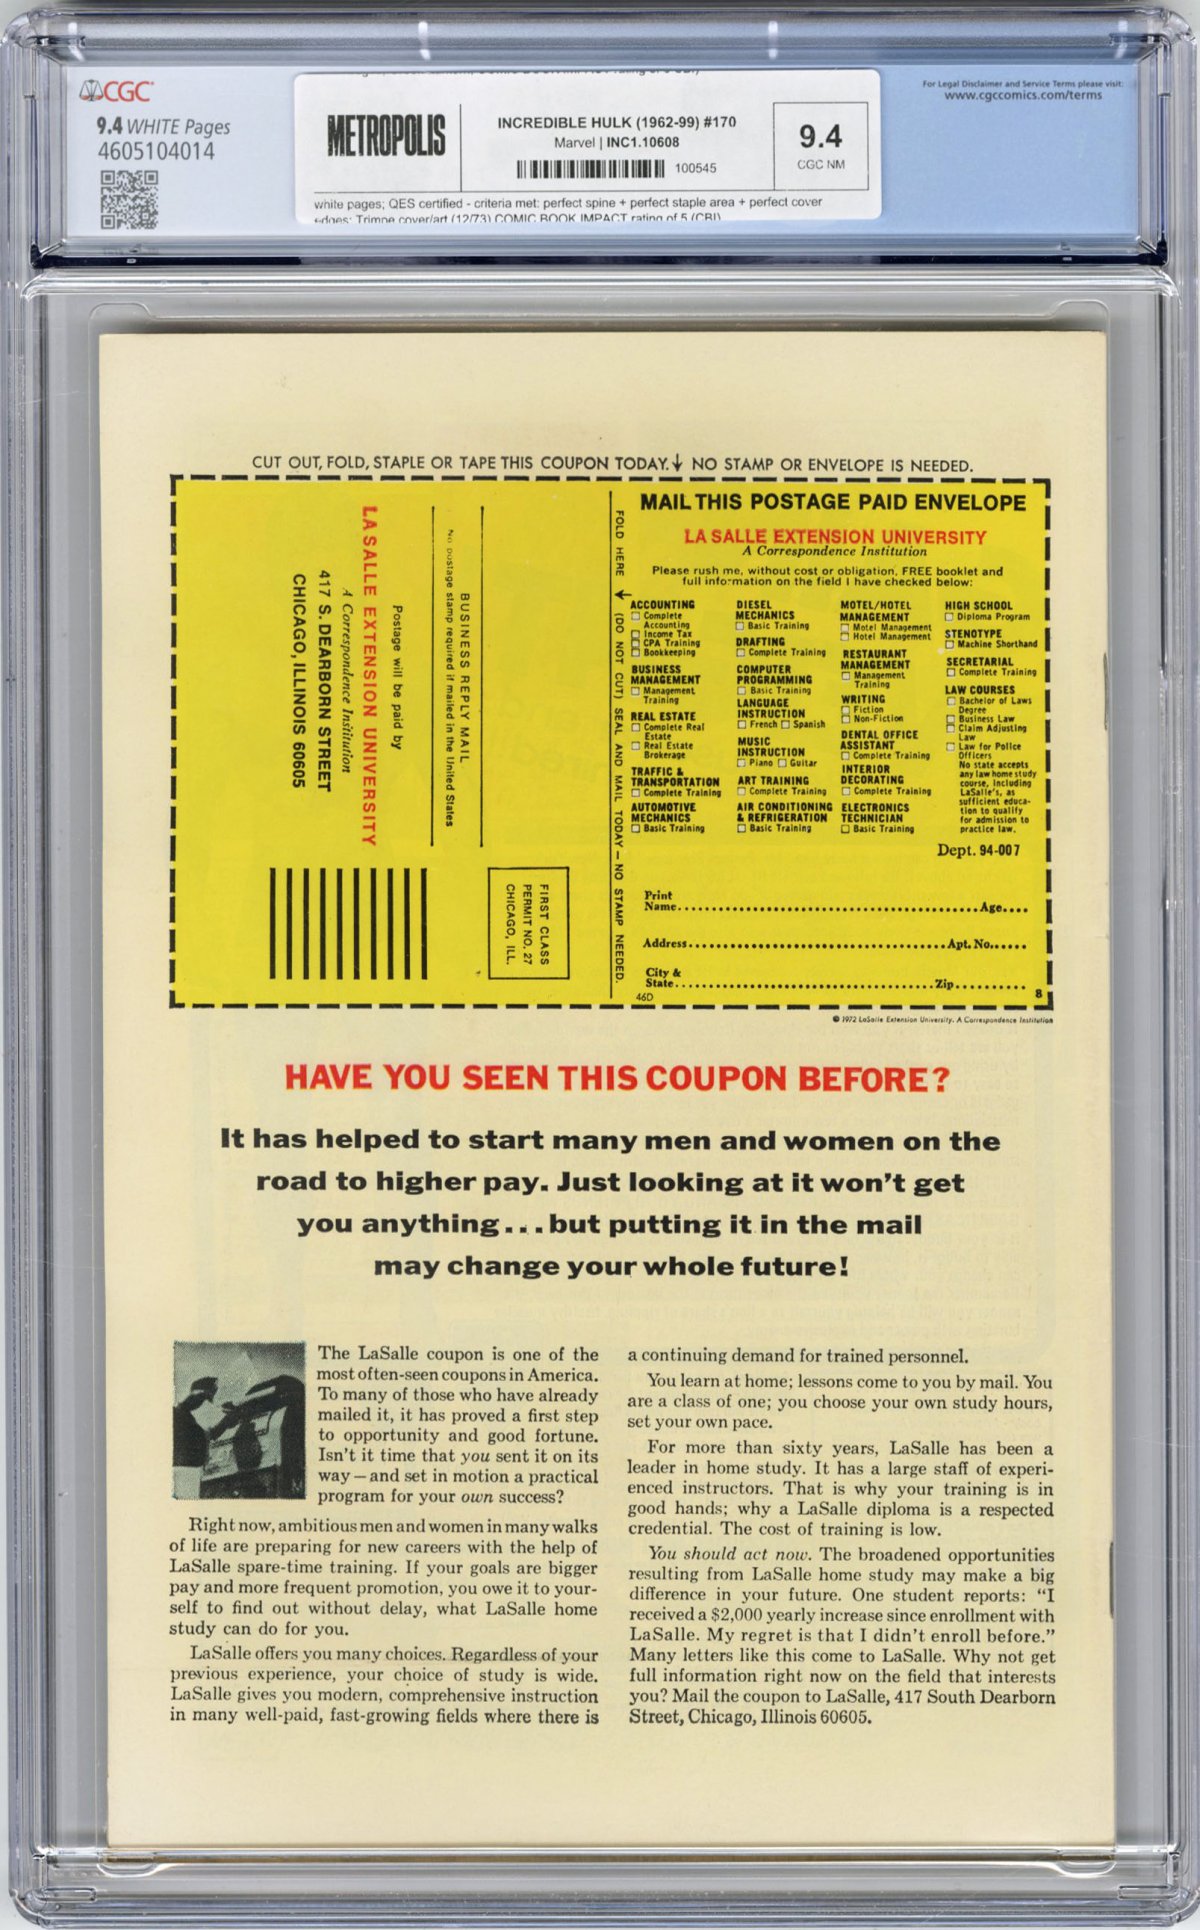 CGC
9.4 WHITE Pages
4605104014
METROPOLIS
INCREDIBLE HULK (1962-99) #170
Marvel | INC1.10608
100545
9.4
CGC NM
white pages; QES certified - criteria met: perfect spine + perfect staple area + perfect cover
edges; Trimpe cover/art (12/73) COMIC BOOK IMPACT rating of 5 (CBI)
For Legal Disclaimer and Service Terms please visit:
www.cgccomics.com/terms
CUT OUT, FOLD, STAPLE OR TAPE THIS COUPON TODAY.↓ NO STAMP OR ENVELOPE IS NEEDED.
BUSINESS REPLY MAIL
No postage stamp required if mailed in the United States
Postage will be paid by
LA SALLE EXTENSION UNIVERSITY
A Correspondence Institution
417 S. DEARBORN STREET
CHICAGO, ILLINOIS 60605
FIRST CLASS
PERMIT NO. 27
CHICAGO, ILL.
FOLD HERE ↓ (DO NOT CUT) SEAL AND MAIL TODAY – NO STAMP NEEDED.
MAIL THIS POSTAGE PAID ENVELOPE
LA SALLE EXTENSION UNIVERSITY
A Correspondence Institution
Please rush me, without cost or obligation, FREE booklet and
full information on the field I have checked below:
ACCOUNTING
□ Complete
Accounting
□ Income Tax
□ CPA Training
□ Bookkeeping
BUSINESS
MANAGEMENT
□ Management
Training
REAL ESTATE
□ Complete Real
Estate
□ Real Estate
Brokerage
TRAFFIC &
TRANSPORTATION
□ Complete Training
AUTOMOTIVE
MECHANICS
□ Basic Training
DIESEL
MECHANICS
□ Basic Training
DRAFTING
□ Complete Training
COMPUTER
PROGRAMMING
□ Basic Training
LANGUAGE
INSTRUCTION
□ French □ Spanish
MUSIC
INSTRUCTION
□ Piano □ Guitar
ART TRAINING
□ Complete Training
AIR CONDITIONING
& REFRIGERATION
□ Basic Training
MOTEL/HOTEL
MANAGEMENT
□ Motel Management
□ Hotel Management
RESTAURANT
MANAGEMENT
□ Management
Training
WRITING
□ Fiction
□ Non-Fiction
DENTAL OFFICE
ASSISTANT
□ Complete Training
INTERIOR
DECORATING
□ Complete Training
ELECTRONICS
TECHNICIAN
□ Basic Training
HIGH SCHOOL
□ Diploma Program
STENOTYPE
□ Machine Shorthand
SECRETARIAL
□ Complete Training
LAW COURSES
□ Bachelor of Laws
Degree
□ Business Law
□ Claim Adjusting
Law
□ Law for Police
Officers
No state accepts
any law home study
course, including
LaSalle's, as
sufficient educa-
tion to qualify
for admission to
practice law.
Dept. 94-007
Print
Name..........Age....
Address..........Apt. No......
City &
State..........Zip..........
46D
8
© 1972 LaSalle Extension University. A Correspondence Institution
HAVE YOU SEEN THIS COUPON BEFORE?
It has helped to start many men and women on the
road to higher pay. Just looking at it won't get
you anything...but putting it in the mail
may change your whole future!
The LaSalle coupon is one of the
most often-seen coupons in America.
To many of those who have already
mailed it, it has proved a first step
to opportunity and good fortune.
Isn't it time that you sent it on its
way — and set in motion a practical
program for your own success?
Right now, ambitious men and women in many walks
of life are preparing for new careers with the help of
LaSalle spare-time training. If your goals are bigger
pay and more frequent promotion, you owe it to your-
self to find out without delay, what LaSalle home
study can do for you.
LaSalle offers you many choices. Regardless of your
previous experience, your choice of study is wide.
LaSalle gives you modern, comprehensive instruction
in many well-paid, fast-growing fields where there is
a continuing demand for trained personnel.
You learn at home; lessons come to you by mail. You
are a class of one; you choose your own study hours,
set your own pace.
For more than sixty years, LaSalle has been a
leader in home study. It has a large staff of experi-
enced instructors. That is why your training is in
good hands; why a LaSalle diploma is a respected
credential. The cost of training is low.
You should act now. The broadened opportunities
resulting from LaSalle home study may make a big
difference in your future. One student reports: "I
received a $2,000 yearly increase since enrollment with
LaSalle. My regret is that I didn't enroll before."
Many letters like this come to LaSalle. Why not get
full information right now on the field that interests
you? Mail the coupon to LaSalle, 417 South Dearborn
Street, Chicago, Illinois 60605.